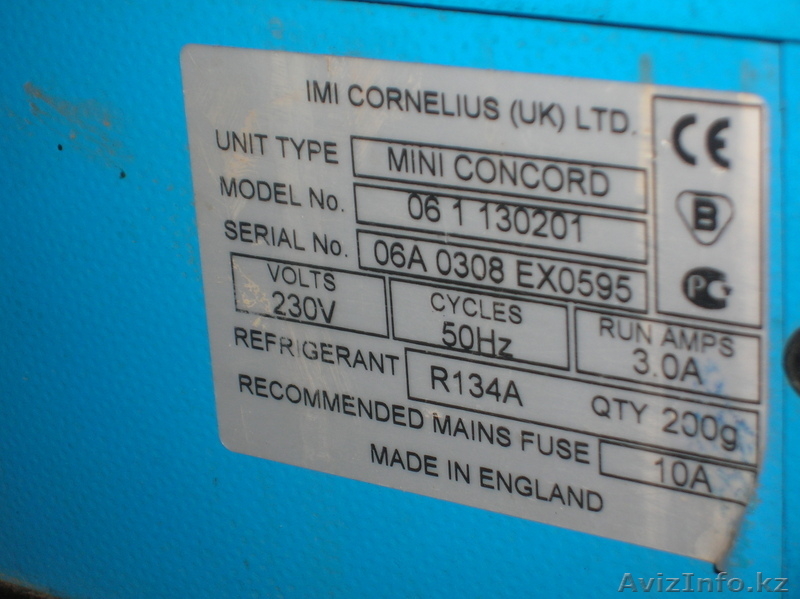 IMI CORNELIUS (UK) LTD.
CE
UNIT TYPE MINI CONCORD
B
MODEL No. 06 1 130201
SERIAL No. 06A 0308 EX0595
PC
VOLTS
230V
CYCLES
50Hz
RUN AMPS
3.0A
REFRIGERANT R134A QTY 200g
RECOMMENDED MAINS FUSE 10A
MADE IN ENGLAND
AvizInfo.kz